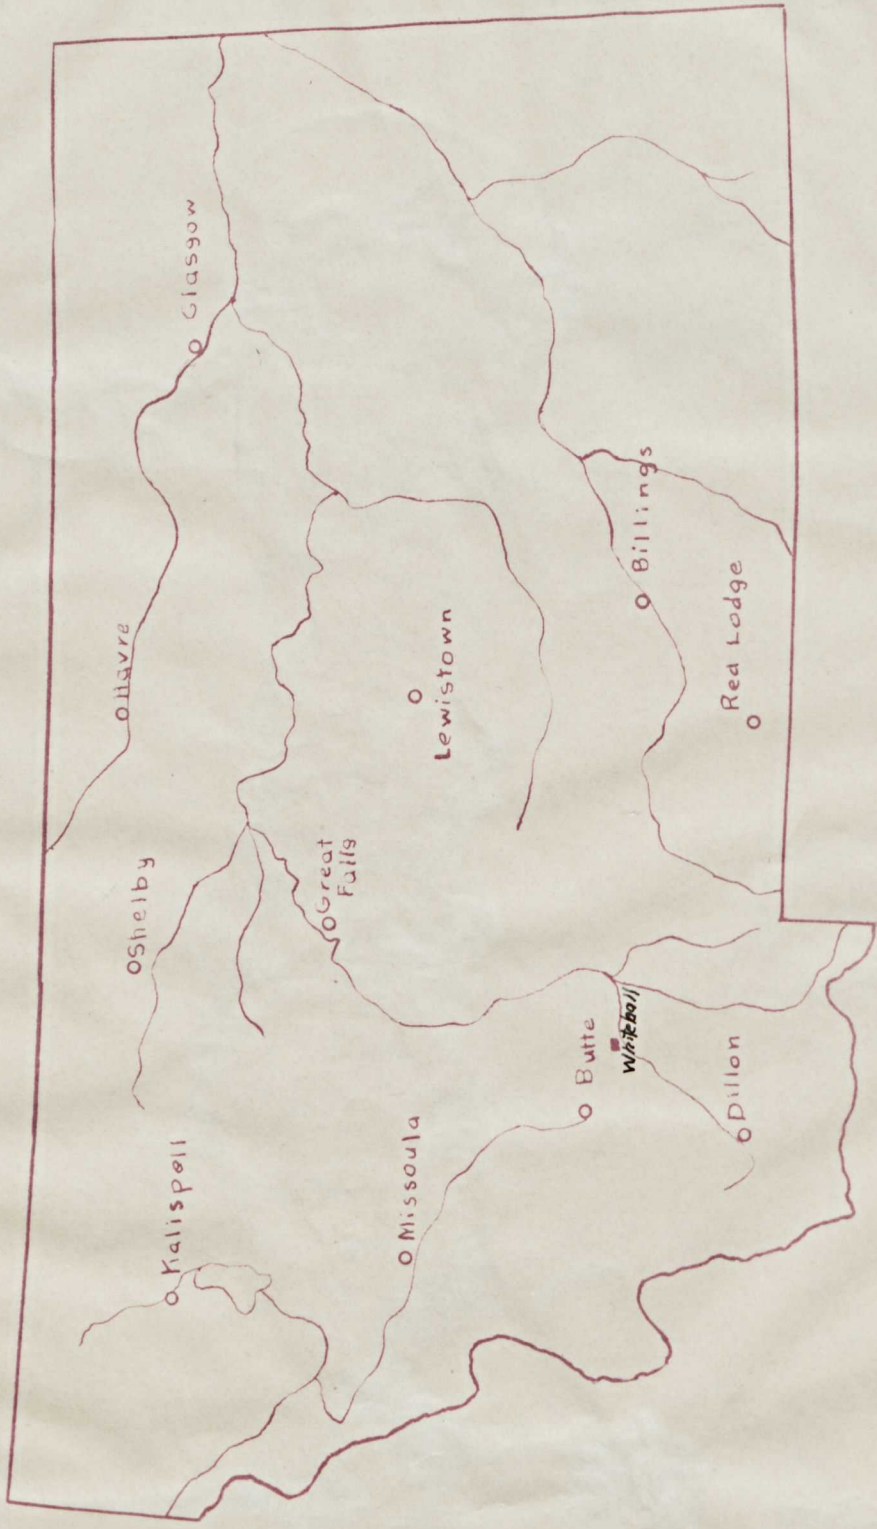 Kalispell
Shelby
Havre
Glasgow
Great
Falls
Missoula
Lewistown
Butte
Whitehall
Billings
Dillon
Red Lodge